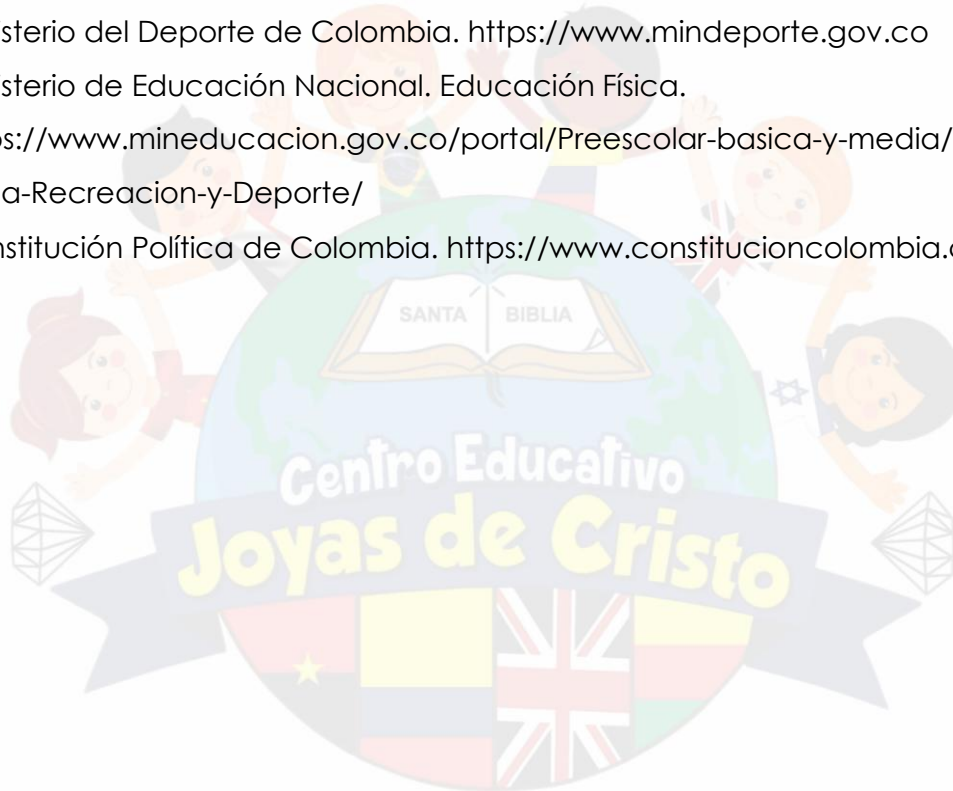 isterio del Deporte de Colombia. https://www.mindeporte.gov.co
isterio de Educación Nacional. Educación Física.
s://www.mineducacion.gov.co/portal/Preescolar-basica-y-media/
a-Recreacion-y-Deporte/
nstitución Política de Colombia. https://www.constitucioncolombia.
SANTA BIBLIA
Centro Educativo
Joyas de Cristo